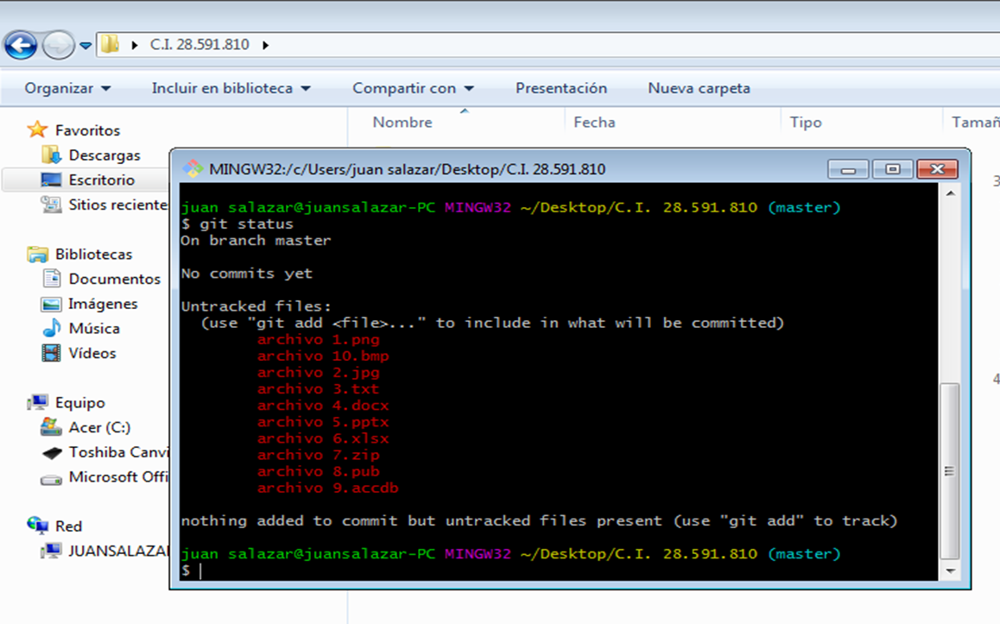 C.I. 28.591.810
Organizar Incluir en biblioteca Compartir con Presentación Nueva carpeta
Nombre Fecha Tipo Tamañ
Favoritos
Descargas
Escritorio
Sitios reciente
Bibliotecas
Documentos
Imágenes
Música
Vídeos
Equipo
Acer (C:)
Toshiba Canvi
Microsoft Offi
Red
JUANSALAZAR
3
4
MINGW32:/c/Users/juan salazar/Desktop/C.I. 28.591.810
juan salazar@juansalazar-PC MINGW32 ~/Desktop/C.I. 28.591.810 (master)
$ git status
On branch master
No commits yet
Untracked files:
(use "git add <file>..." to include in what will be committed)
archivo 1.png
archivo 10.bmp
archivo 2.jpg
archivo 3.txt
archivo 4.docx
archivo 5.pptx
archivo 6.xlsx
archivo 7.zip
archivo 8.pub
archivo 9.accdb
nothing added to commit but untracked files present (use "git add" to track)
juan salazar@juansalazar-PC MINGW32 ~/Desktop/C.I. 28.591.810 (master)
$